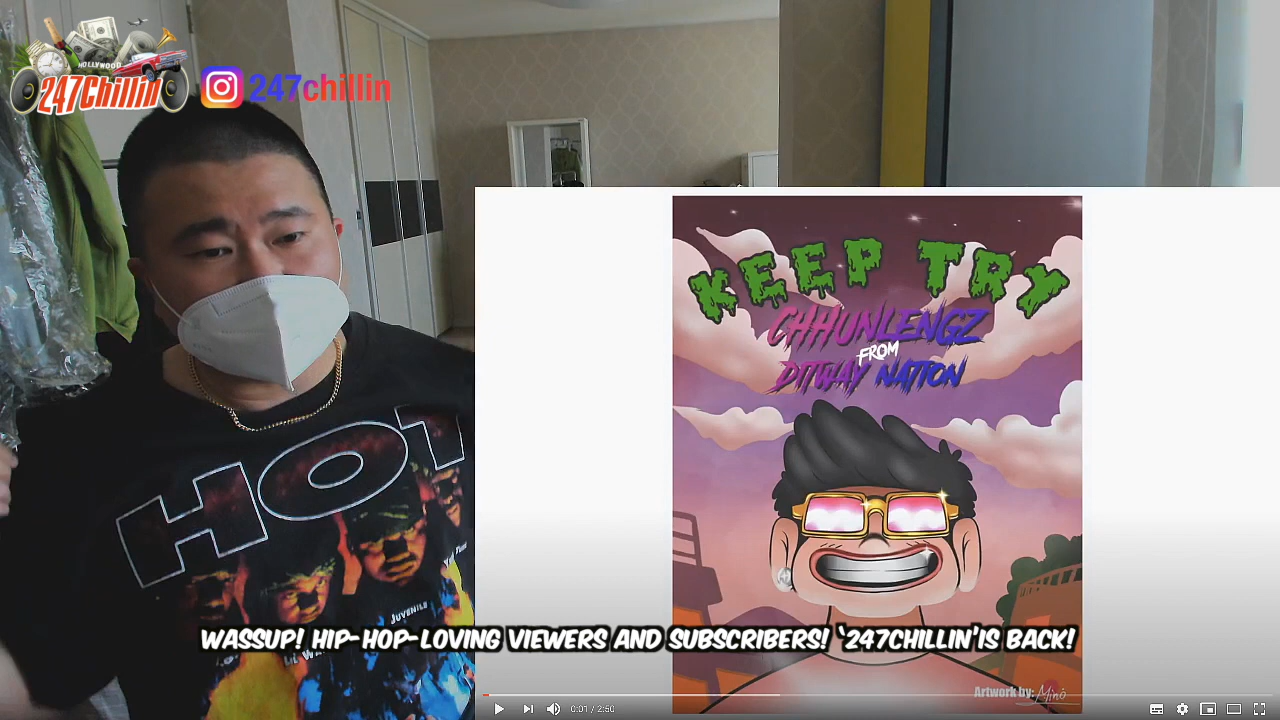 HOLLYWOOD
247Chillin
247chillin
KEEP TRY
CHHUNLENGZ
FROM
DITWAY NATION
HOT
JUVENILE
WASSUP! HIP-HOP-LOVING VIEWERS AND SUBSCRIBERS! '247CHILLIN'IS BACK!
Artwork by: Mino
0:01 / 2:50